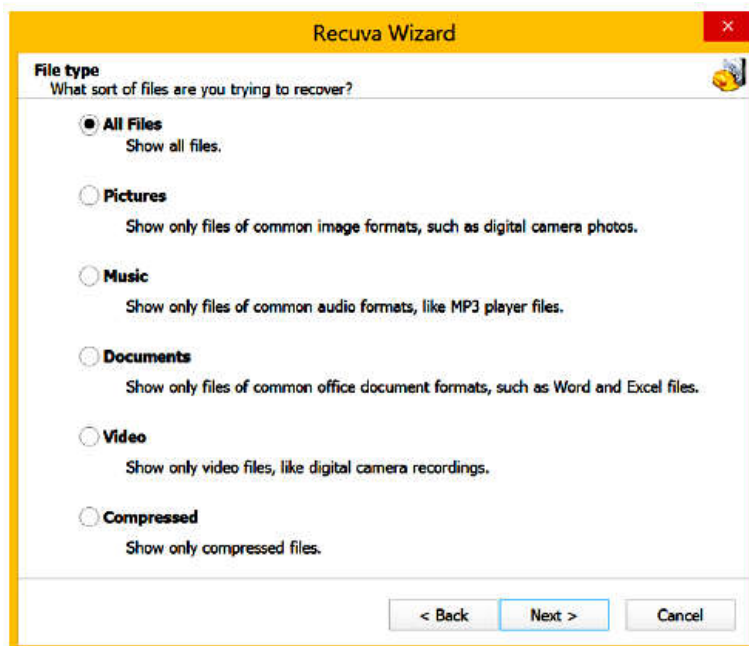 Recuva Wizard
File type
What sort of files are you trying to recover?
All Files
Show all files.
Pictures
Show only files of common image formats, such as digital camera photos.
Music
Show only files of common audio formats, like MP3 player files.
Documents
Show only files of common office document formats, such as Word and Excel files.
Video
Show only video files, like digital camera recordings.
Compressed
Show only compressed files.
< Back Next > Cancel